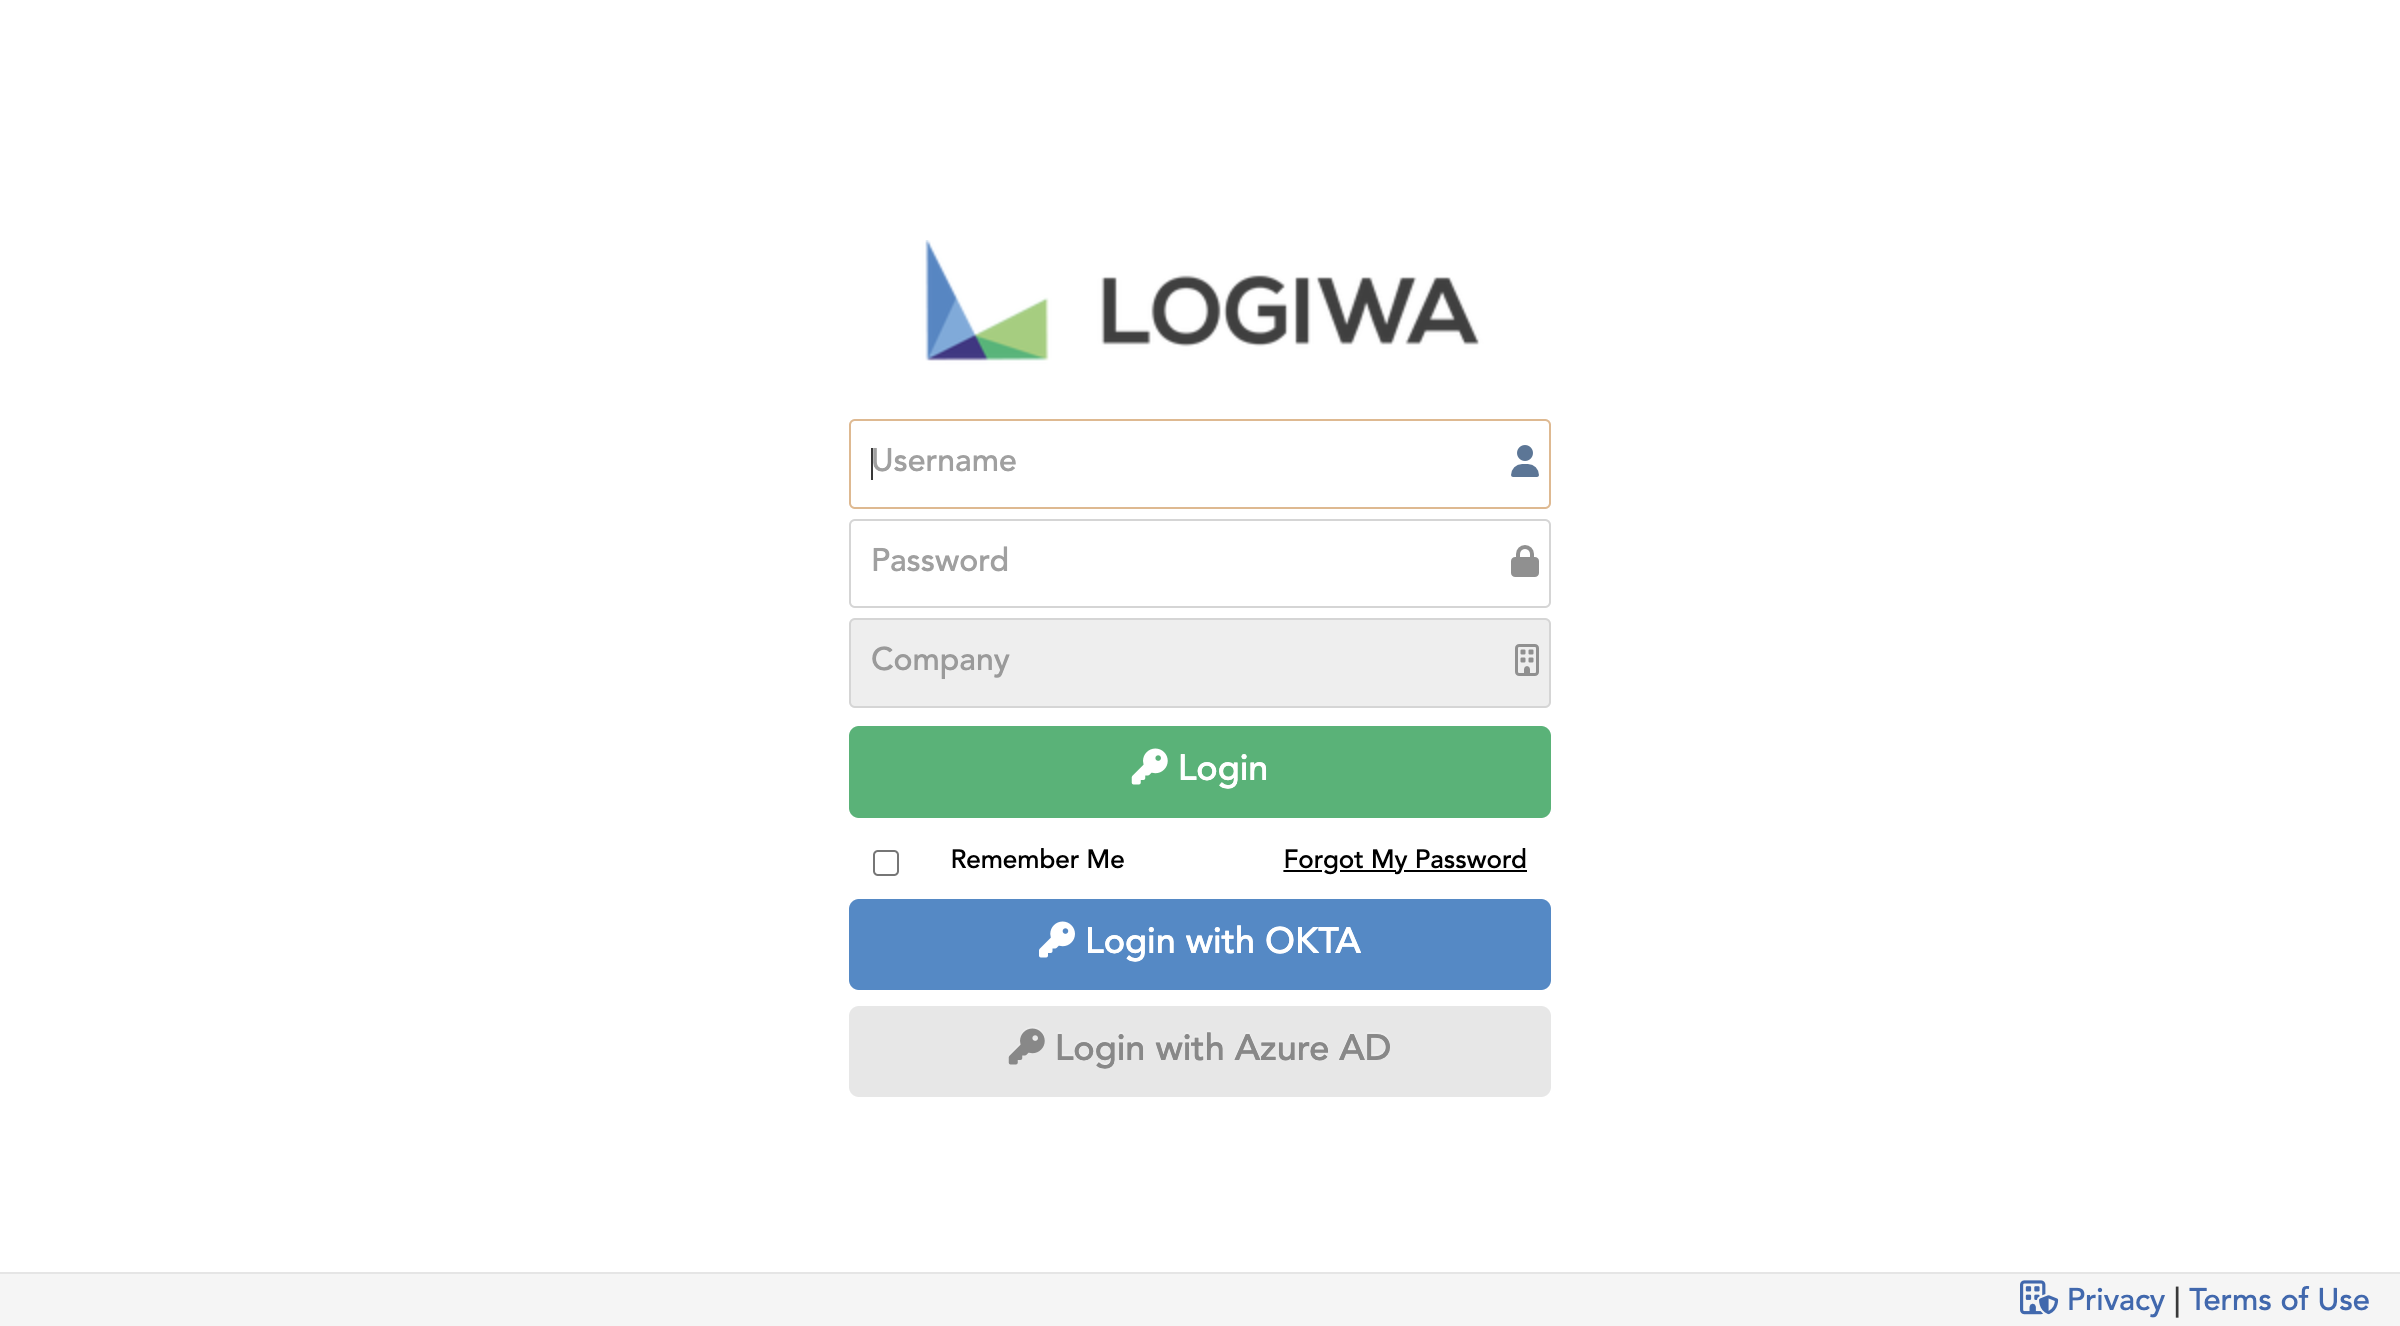 LOGIWA
Username
Password
Company
Login
Remember Me Forgot My Password
Login with OKTA
Login with Azure AD
Privacy | Terms of Use